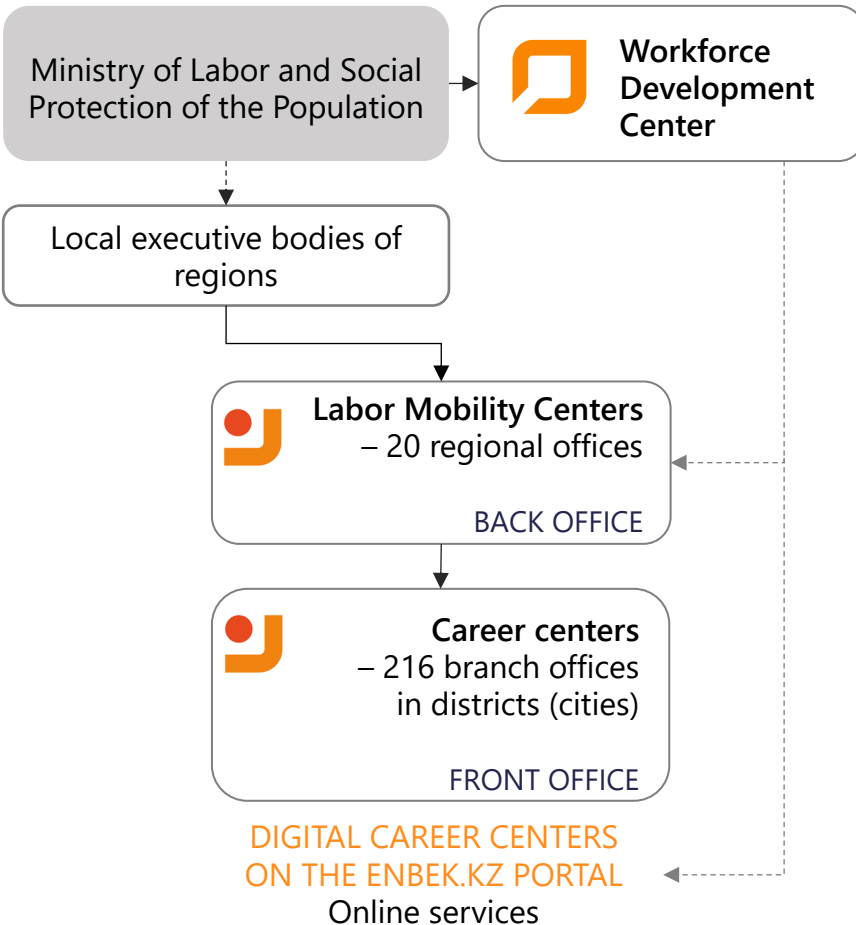 Ministry of Labor and Social
Protection of the Population
Workforce
Development
Center
Local executive bodies of
regions
Labor Mobility Centers
– 20 regional offices
BACK OFFICE
Career centers
– 216 branch offices
in districts (cities)
FRONT OFFICE
DIGITAL CAREER CENTERS
ON THE ENBEK.KZ PORTAL
Online services